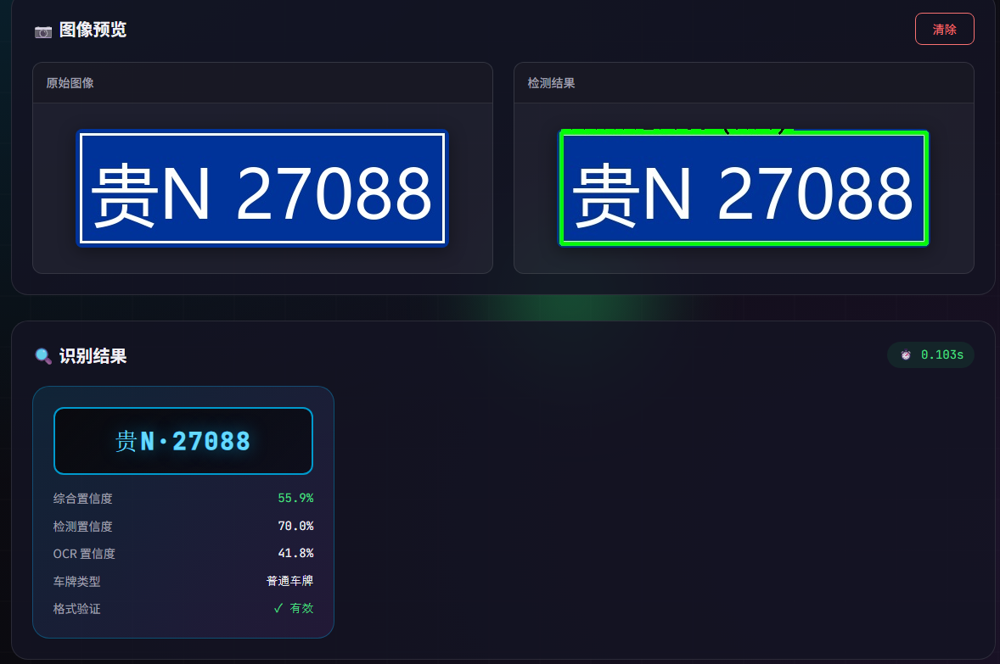 图像预览
清除
原始图像
检测结果
贵N 27088
贵N 27088
识别结果
0.103s
贵N·27088
综合置信度 55.9%
检测置信度 70.0%
OCR 置信度 41.8%
车牌类型 普通车牌
格式验证 ✓ 有效